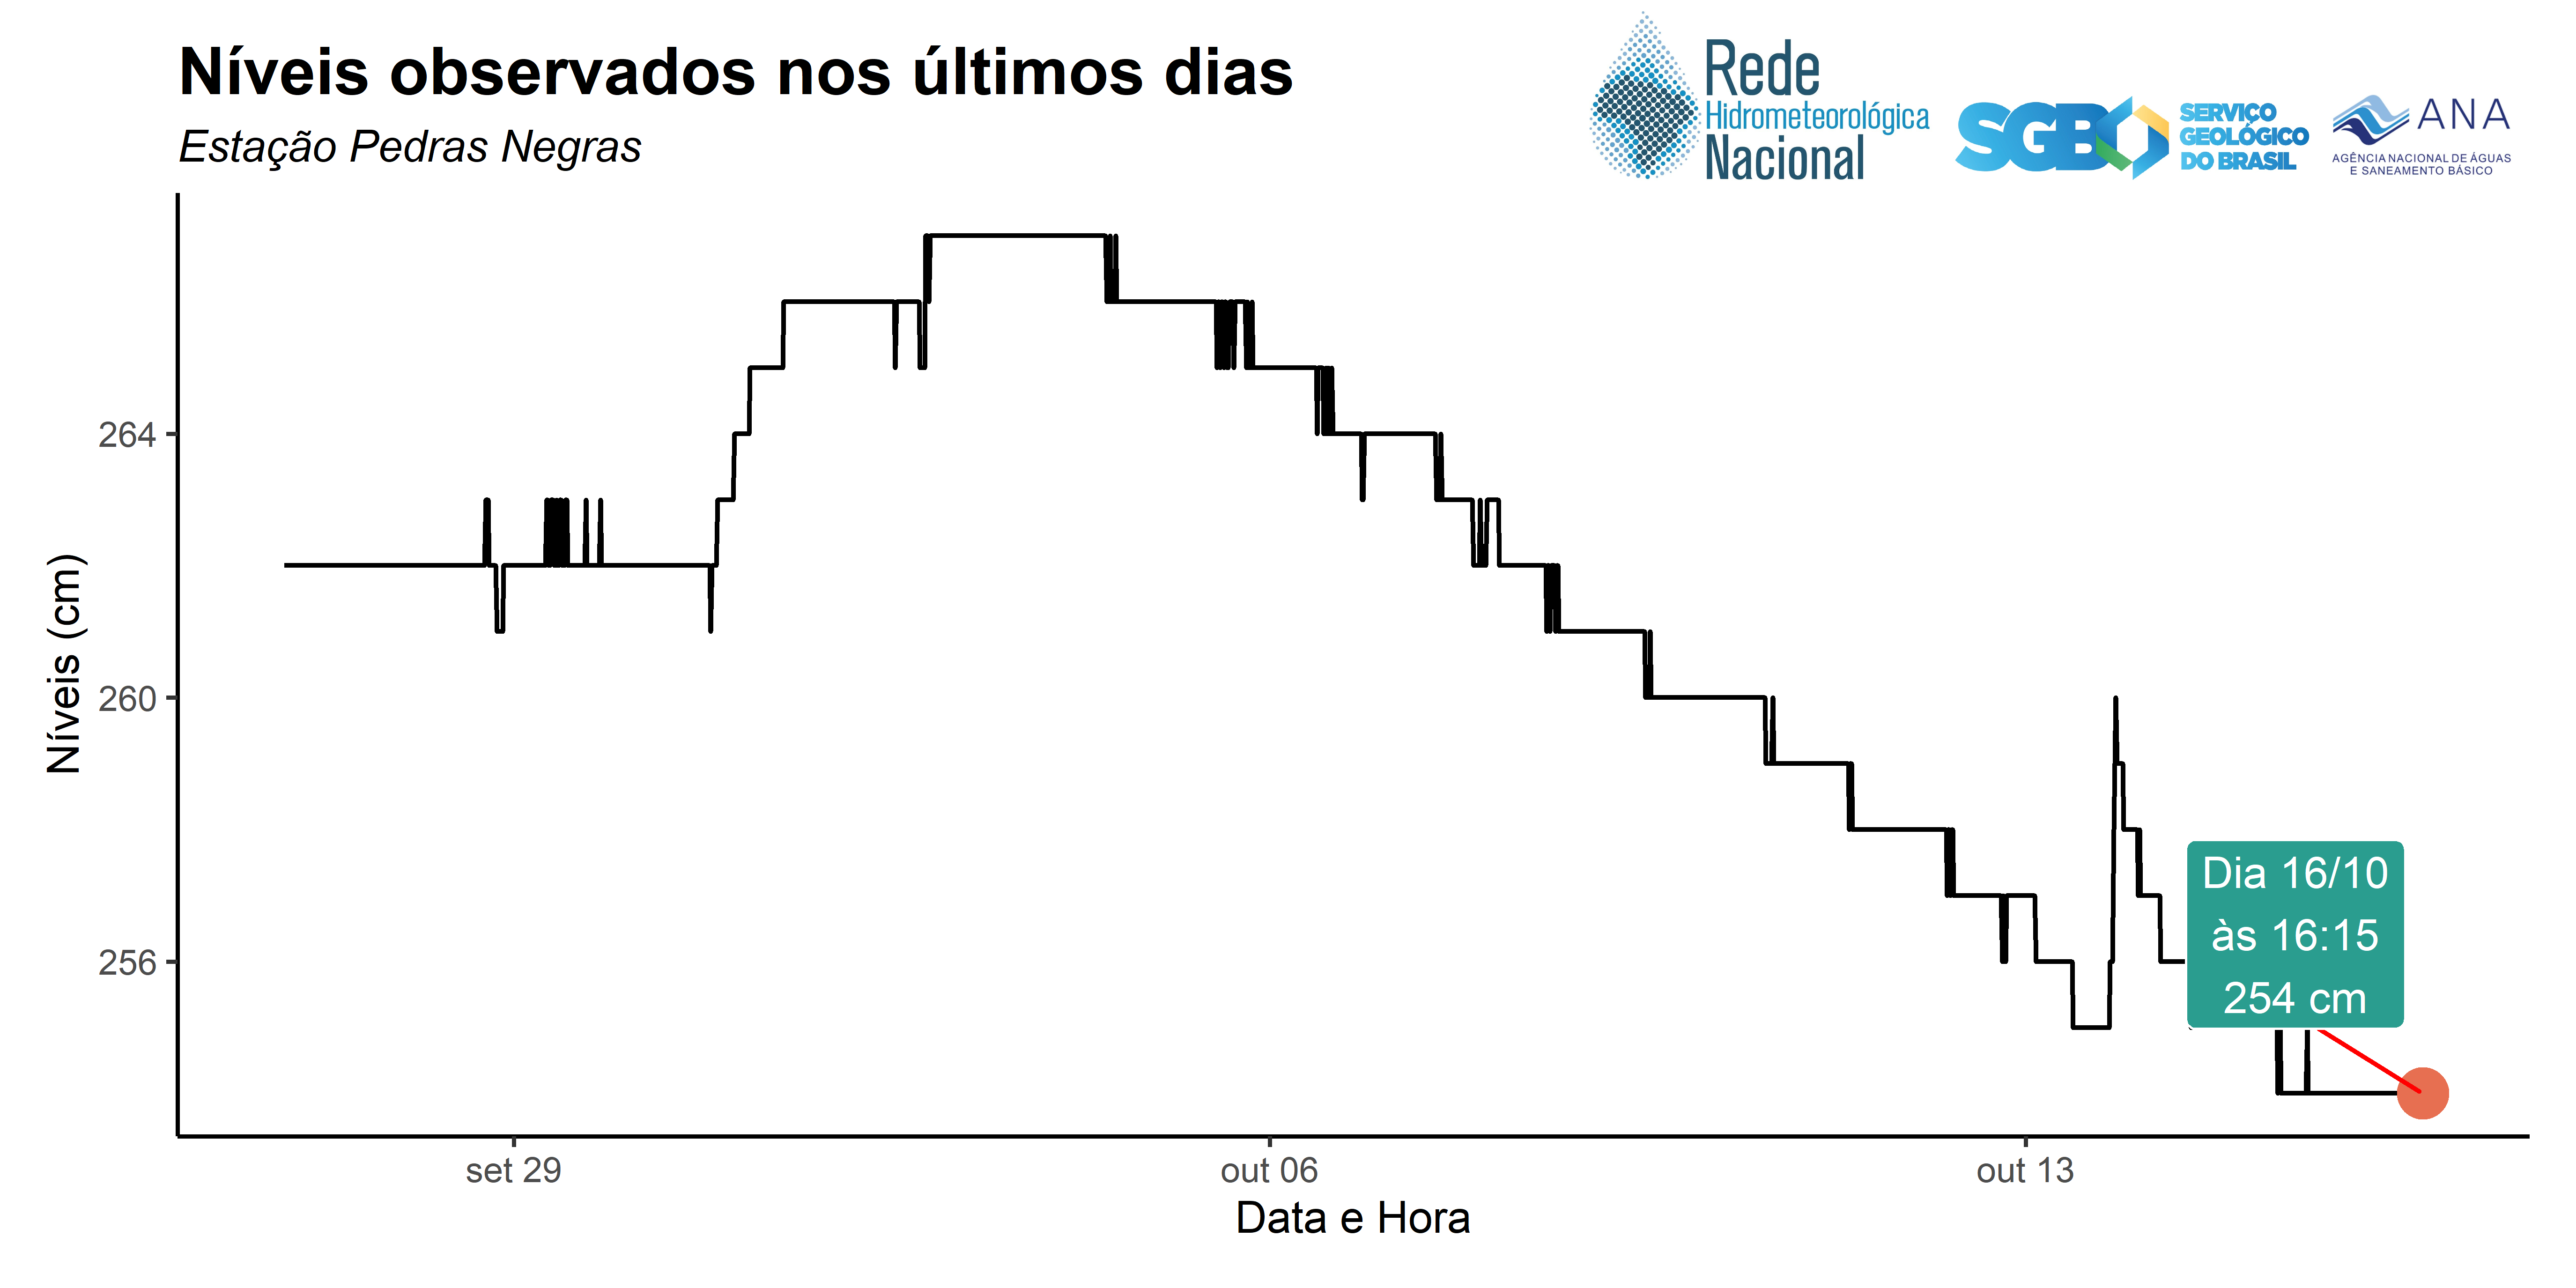 Níveis observados nos últimos dias
Estação Pedras Negras
Rede
Hidrometeorológica
Nacional
SGB
SERVIÇO
GEOLÓGICO
DO BRASIL
ANA
AGÊNCIA NACIONAL DE ÁGUAS
E SANEAMENTO BÁSICO
Níveis (cm)
264
260
256
Dia 16/10
às 16:15
254 cm
set 29
out 06
out 13
Data e Hora